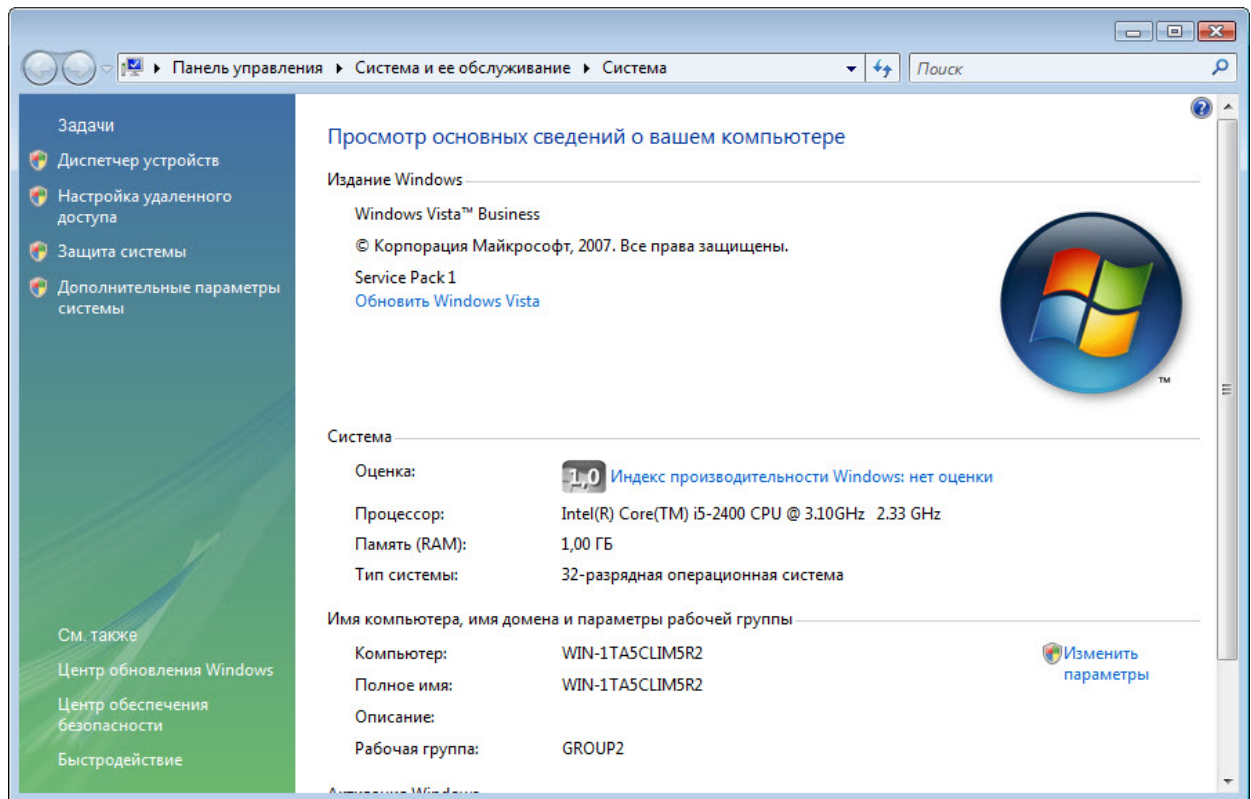 Панель управления ▸ Система и ее обслуживание ▸ Система
Поиск
Задачи
Диспетчер устройств
Настройка удаленного
доступа
Защита системы
Дополнительные параметры
системы
См. также
Центр обновления Windows
Центр обеспечения
безопасности
Быстродействие
Просмотр основных сведений о вашем компьютере
Издание Windows
Windows Vista™ Business
© Корпорация Майкрософт, 2007. Все права защищены.
Service Pack 1
Обновить Windows Vista
TM
Система
Оценка: 1,0 Индекс производительности Windows: нет оценки
Процессор: Intel(R) Core(TM) i5-2400 CPU @ 3.10GHz 2.33 GHz
Память (RAM): 1,00 ГБ
Тип системы: 32-разрядная операционная система
Имя компьютера, имя домена и параметры рабочей группы
Компьютер: WIN-1TA5CLIM5R2
Изменить
параметры
Полное имя: WIN-1TA5CLIM5R2
Описание:
Рабочая группа: GROUP2
Активация Windows